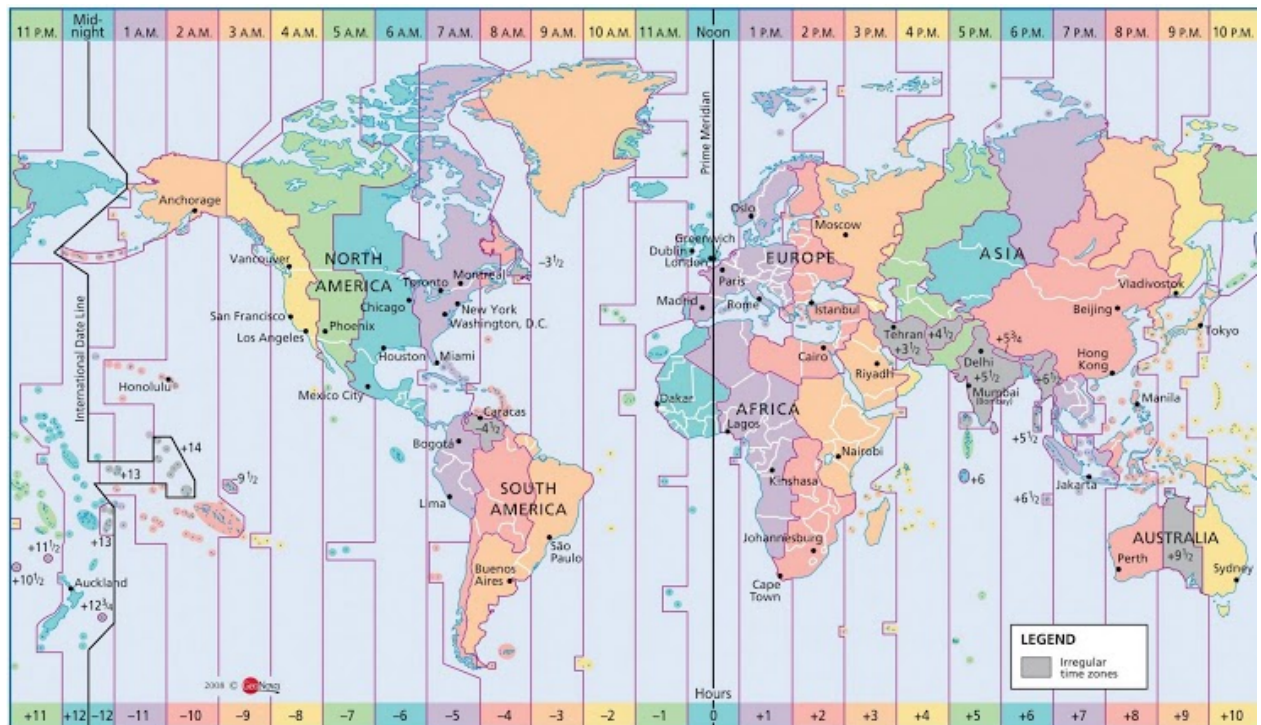 11 P.M.
Mid-
night
1 A.M.
2 A.M.
3 A.M.
4 A.M.
5 A.M.
6 A.M.
7 A.M.
8 A.M.
9 A.M.
10 A.M.
11 A.M.
Noon
1 P.M.
2 P.M.
3 P.M.
4 P.M.
5 P.M.
6 P.M.
7 P.M.
8 P.M.
9 P.M.
10 P.M.
International Date Line
Prime Meridian
Anchorage
Vancouver
NORTH
AMERICA
Toronto
Montreal
−3½
Chicago
San Francisco
Los Angeles
Phoenix
New York
Washington, D.C.
Houston
Miami
Honolulu
Mexico City
Caracas
−4½
Bogotá
Lima
SOUTH
AMERICA
São
Paulo
Buenos
Aires
+14
+13
9½
+13
+11½
+10½
Auckland
+12¾
Oslo
Greenwich
Dublin
London
Moscow
EUROPE
ASIA
Paris
Madrid
Rome
Istanbul
Vladivostok
Beijing
Tokyo
Tehran
+3½
+4½
+5¾
Delhi
+5½
Mumbai
(Bombay)
+6½
Hong
Kong
Manila
Cairo
Riyadh
Dakar
AFRICA
Lagos
Nairobi
Kinshasa
+5½
+6
+6½
Jakarta
Johannesburg
Cape
Town
AUSTRALIA
+9½
Perth
Sydney
LEGEND
Irregular
time zones
2008 © GeoNova
Hours
+11
+12
−12
−11
−10
−9
−8
−7
−6
−5
−4
−3
−2
−1
0
+1
+2
+3
+4
+5
+6
+7
+8
+9
+10